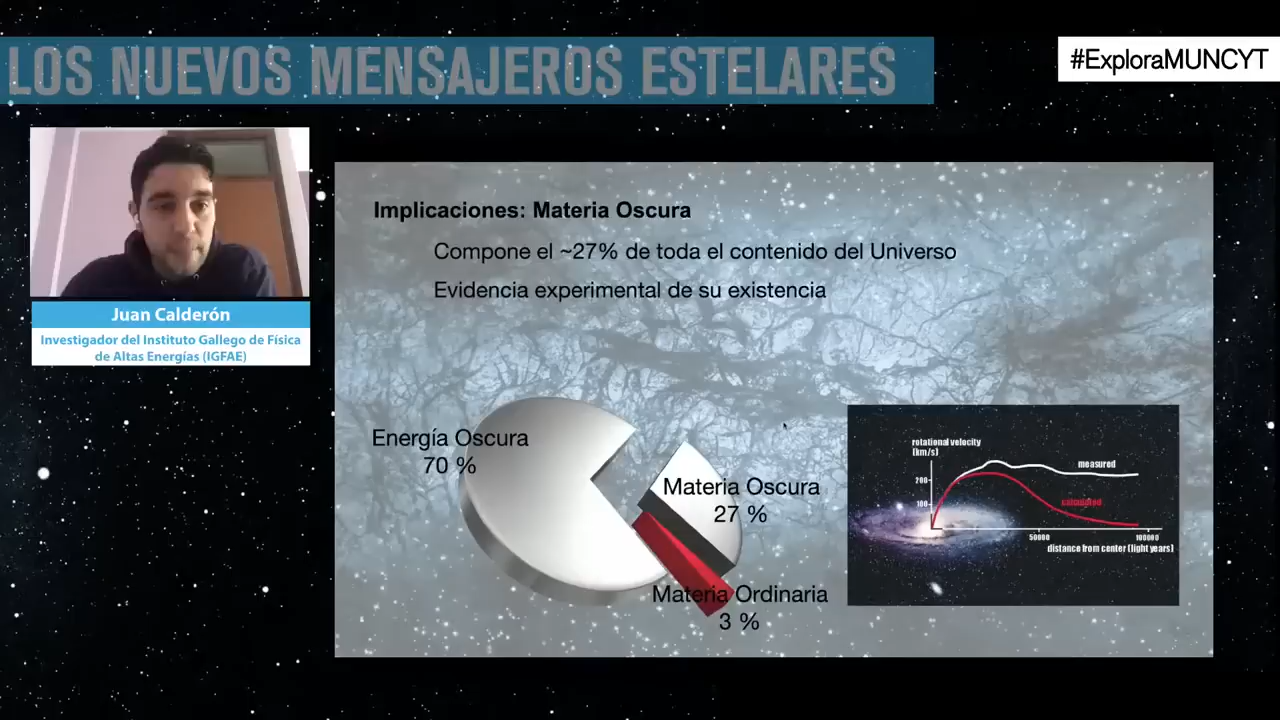 LOS NUEVOS MENSAJEROS ESTELARES
#ExploraMUNCYT
Juan Calderón
Investigador del Instituto Gallego de Física
de Altas Energías (IGFAE)
Implicaciones: Materia Oscura
Compone el ~27% de toda el contenido del Universo
Evidencia experimental de su existencia
Energía Oscura
70 %
Materia Oscura
27 %
Materia Ordinaria
3 %
rotational velocity
[km/s]
measured
200
calculated
100
50000
100000
distance from center [light years]